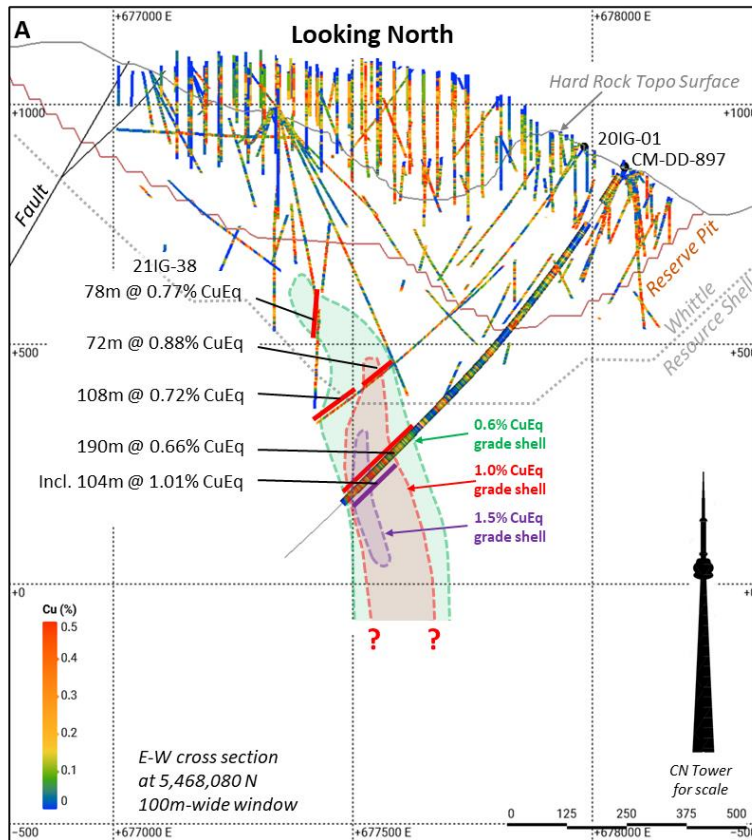 A
+677000 E
Looking North
+678000 E
Hard Rock Topo Surface
+1000
+1000
20IG-01
CM-DD-897
Fault
21IG-38
78m @ 0.77% CuEq
72m @ 0.88% CuEq
108m @ 0.72% CuEq
190m @ 0.66% CuEq
Incl. 104m @ 1.01% CuEq
Reserve Pit
Whittle
Resource Shell
+500
+50
0.6% CuEq
grade shell
1.0% CuEq
grade shell
1.5% CuEq
grade shell
+0
+0
? ?
Cu (%)
0.5
0.4
0.3
0.2
0.1
0
E-W cross section
at 5,468,080 N
100m-wide window
CN Tower
for scale
0 125 250 375 500
-500
+677000 E
+677500 E
+678000 E
-50